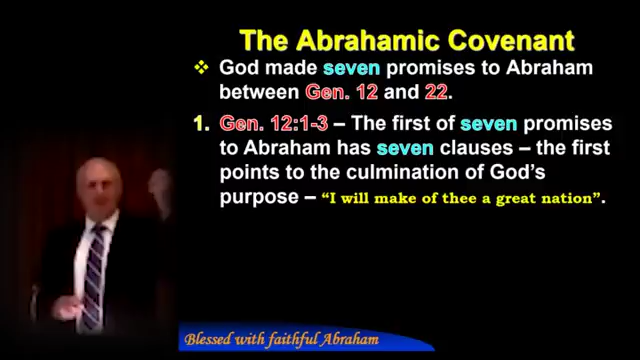 The Abrahamic Covenant
❖ God made seven promises to Abraham
between Gen. 12 and 22.
1. Gen. 12:1-3 – The first of seven promises
to Abraham has seven clauses – the first
points to the culmination of God's
purpose – “I will make of thee a great nation”.
Blessed with faithful Abraham